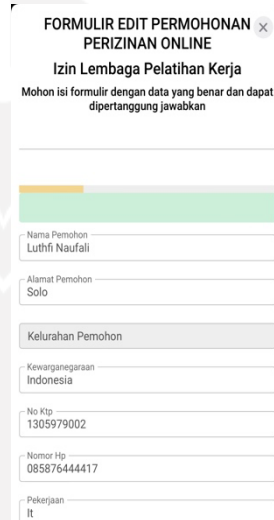 FORMULIR EDIT PERMOHONAN
PERIZINAN ONLINE
Izin Lembaga Pelatihan Kerja
Mohon isi formulir dengan data yang benar dan dapat
dipertanggung jawabkan
Nama Pemohon
Luthfi Naufali
Alamat Pemohon
Solo
Kelurahan Pemohon
Kewarganegaraan
Indonesia
No Ktp
1305979002
Nomor Hp
085876444417
Pekerjaan
It